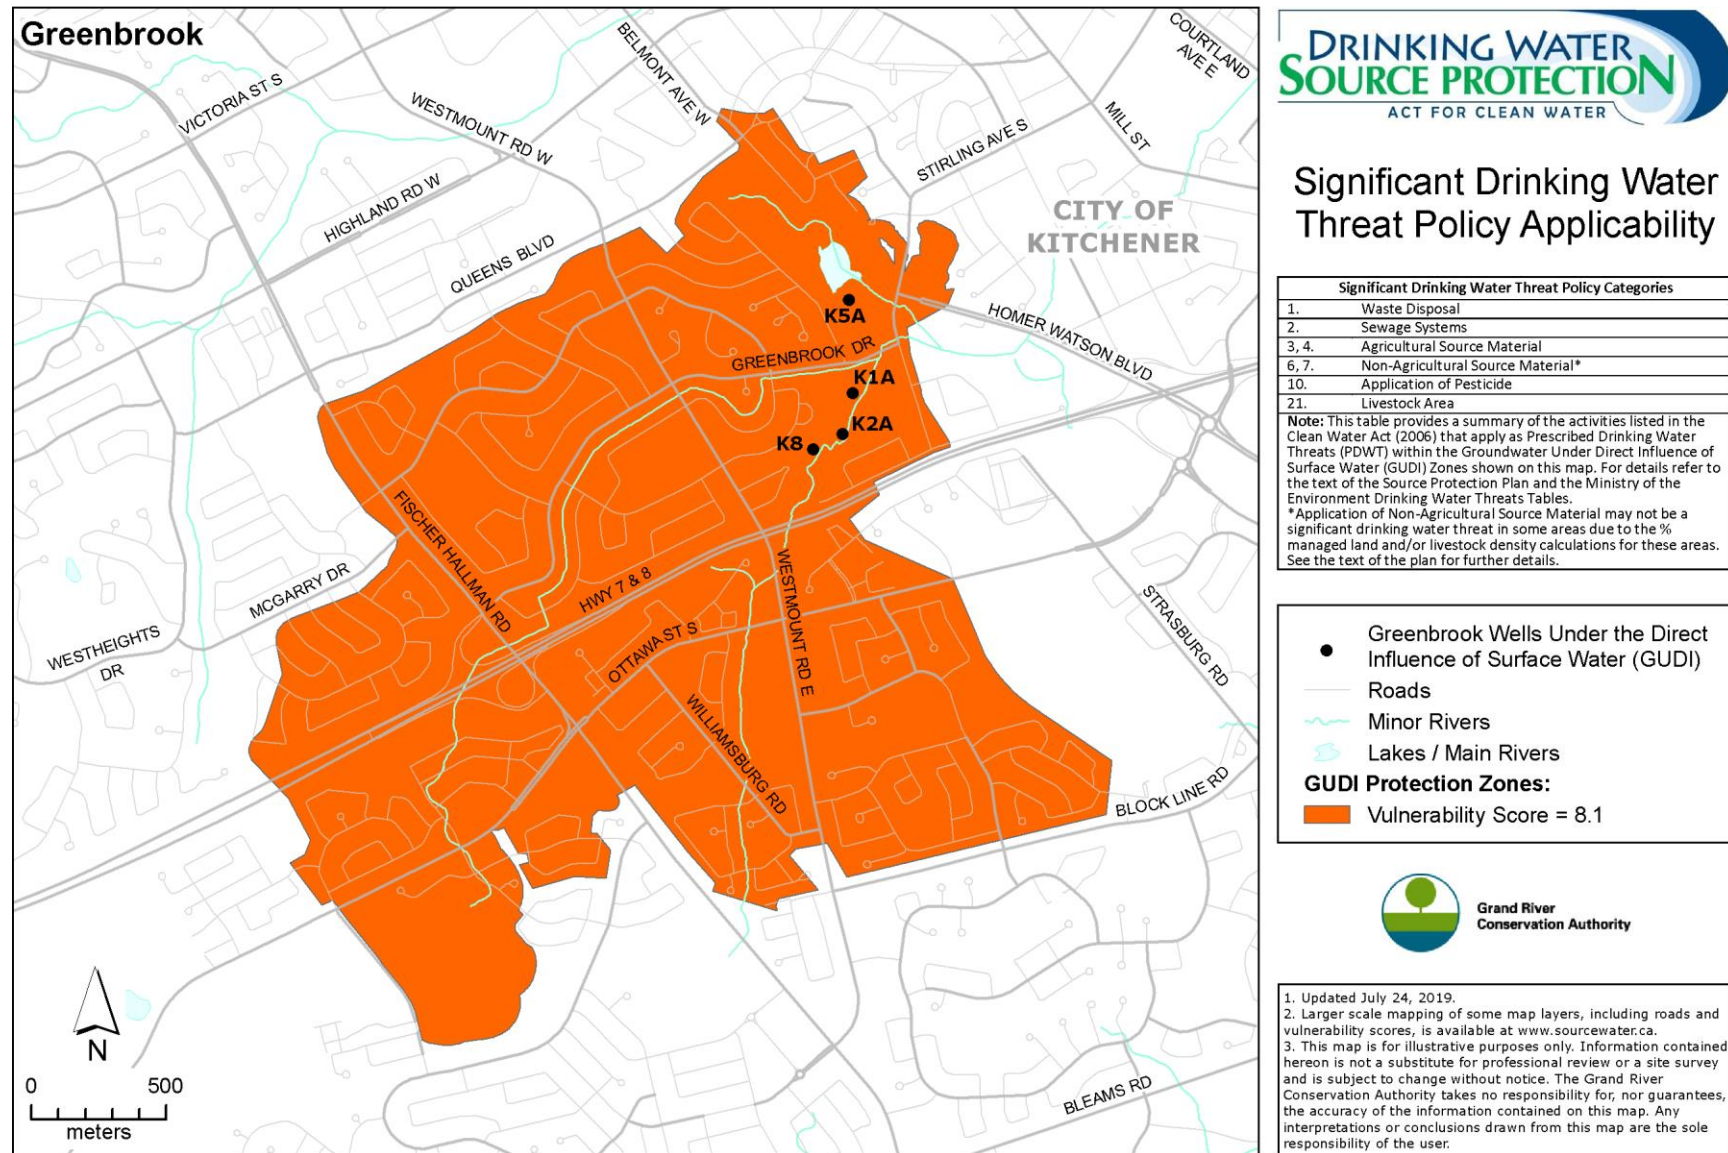 Greenbrook
VICTORIA ST S
WESTMOUNT RD W
BELMONT AVE W
COURTLAND
AVE E
MILL ST
STIRLING AVE S
HIGHLAND RD W
QUEENS BLVD
CITY OF
KITCHENER
K5A
HOMER WATSON BLVD
GREENBROOK DR
K1A
K2A
K8
FISCHER HALLMAN RD
HWY 7 & 8
WESTMOUNT RD E
MCGARRY DR
WESTHEIGHTS
DR
OTTAWA ST S
STRASBURG RD
WILLIAMSBURG RD
BLOCK LINE RD
BLEAMS RD
N
0 500
meters
DRINKING WATER
SOURCE PROTECTION
ACT FOR CLEAN WATER
Significant Drinking Water
Threat Policy Applicability
Significant Drinking Water Threat Policy Categories
1. Waste Disposal
2. Sewage Systems
3, 4. Agricultural Source Material
6, 7. Non-Agricultural Source Material*
10. Application of Pesticide
21. Livestock Area
Note: This table provides a summary of the activities listed in the
Clean Water Act (2006) that apply as Prescribed Drinking Water
Threats (PDWT) within the Groundwater Under Direct Influence of
Surface Water (GUDI) Zones shown on this map. For details refer to
the text of the Source Protection Plan and the Ministry of the
Environment Drinking Water Threats Tables.
*Application of Non-Agricultural Source Material may not be a
significant drinking water threat in some areas due to the %
managed land and/or livestock density calculations for these areas.
See the text of the plan for further details.
Greenbrook Wells Under the Direct
Influence of Surface Water (GUDI)
Roads
Minor Rivers
Lakes / Main Rivers
GUDI Protection Zones:
Vulnerability Score = 8.1
Grand River
Conservation Authority
1. Updated July 24, 2019.
2. Larger scale mapping of some map layers, including roads and
vulnerability scores, is available at www.sourcewater.ca.
3. This map is for illustrative purposes only. Information contained
hereon is not a substitute for professional review or a site survey
and is subject to change without notice. The Grand River
Conservation Authority takes no responsibility for, nor guarantees,
the accuracy of the information contained on this map. Any
interpretations or conclusions drawn from this map are the sole
responsibility of the user.